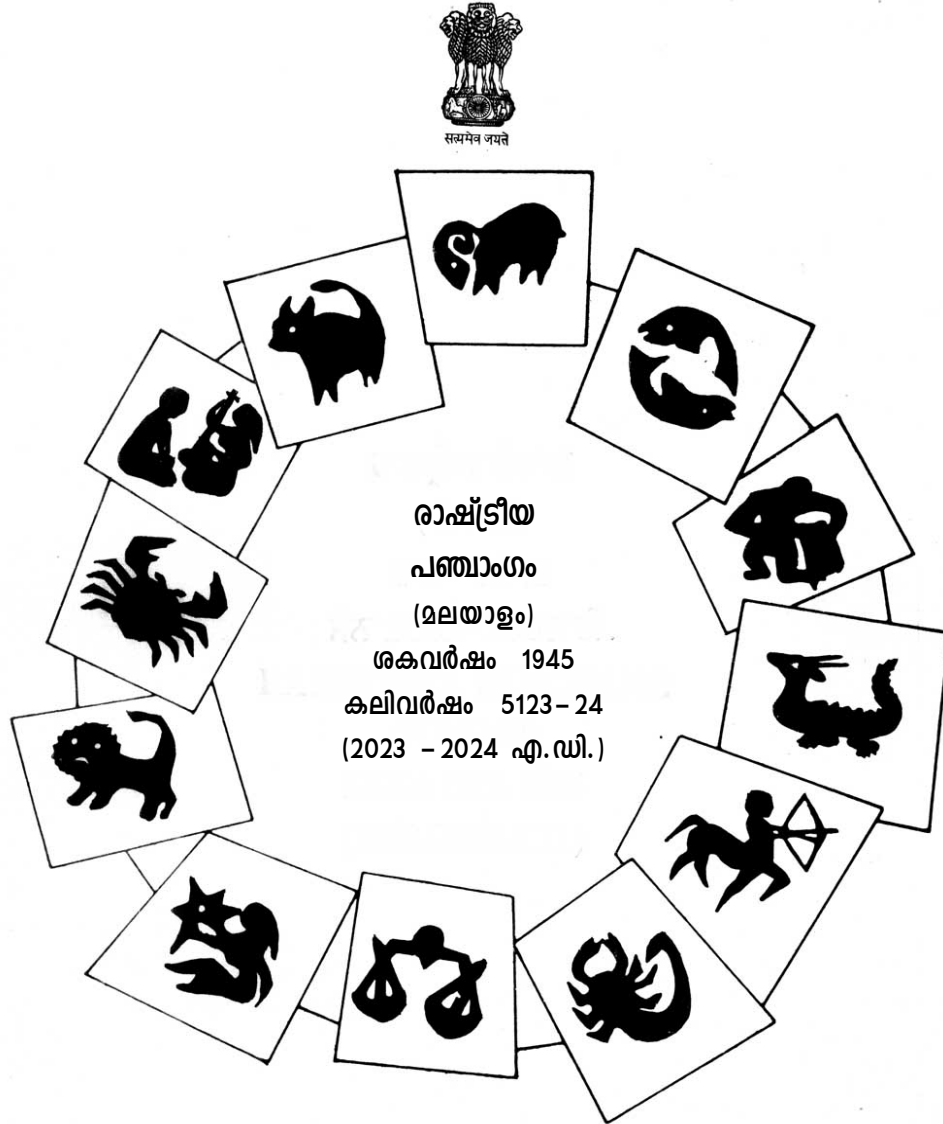 सत्यमेव जयते
രാഷ്ട്രീയ
പഞ്ചാംഗം
(മലയാളം)
ശകവർഷം 1945
കലിവർഷം 5123-24
(2023 -2024 എ.ഡി.)